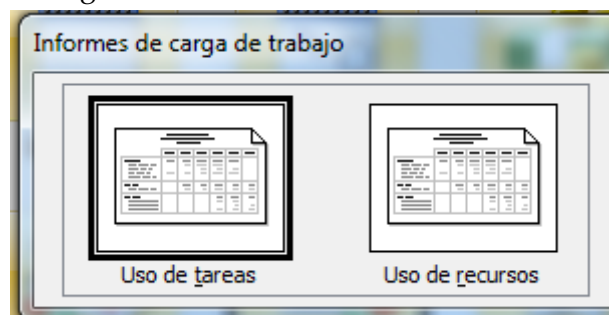 Informes de carga de trabajo
Uso de tareas
Uso de recursos